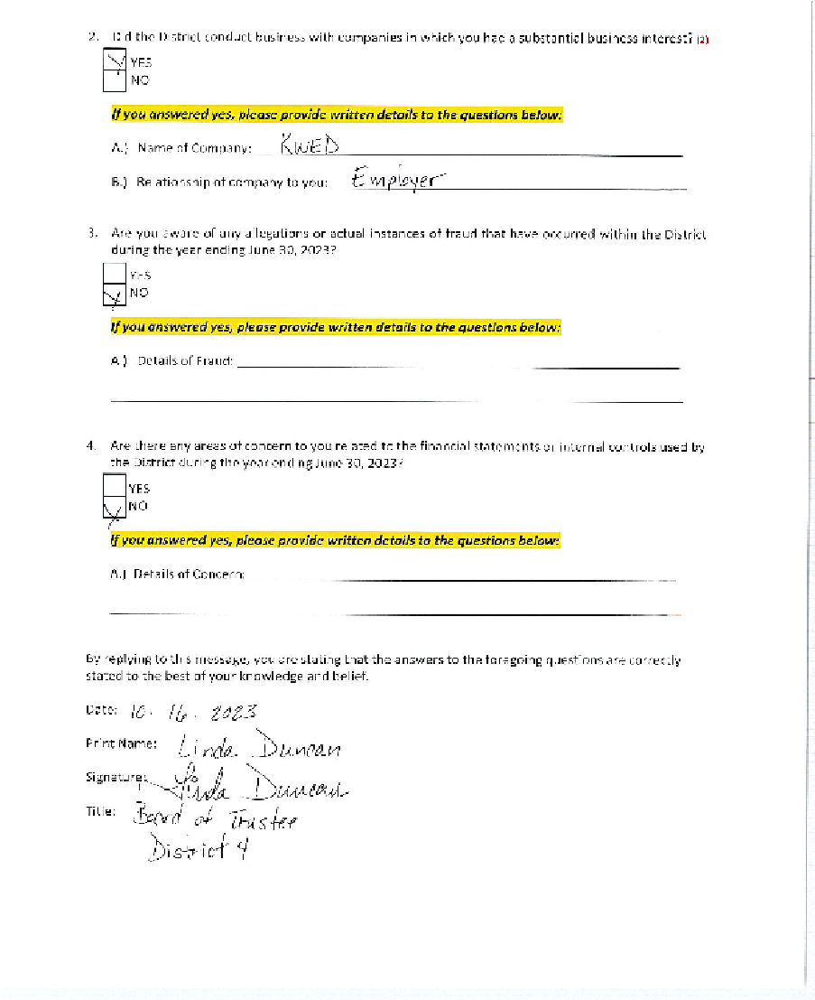 2. Did the District conduct business with companies in which you had a substantial business interest? (2)
YES
NO
If you answered yes, please provide written details to the questions below:
A.) Name of Company: KWED
B.) Relationship of company to you: Employer
3. Are you aware of any allegations or actual instances of fraud that have occurred within the District
during the year ending June 30, 2023?
YES
NO
If you answered yes, please provide written details to the questions below:
A.) Details of Fraud:
4. Are there any areas of concern to you related to the financial statements or internal controls used by
the District during the year ending June 30, 2023?
YES
NO
If you answered yes, please provide written details to the questions below:
A.) Details of Concern:
By replying to this message, you are stating that the answers to the foregoing questions are correctly
stated to the best of your knowledge and belief.
Date: 10. 16. 2023
Print Name: Linda Duncan
Signature: Linda Duncan
Title: Board of Trustee
District 4